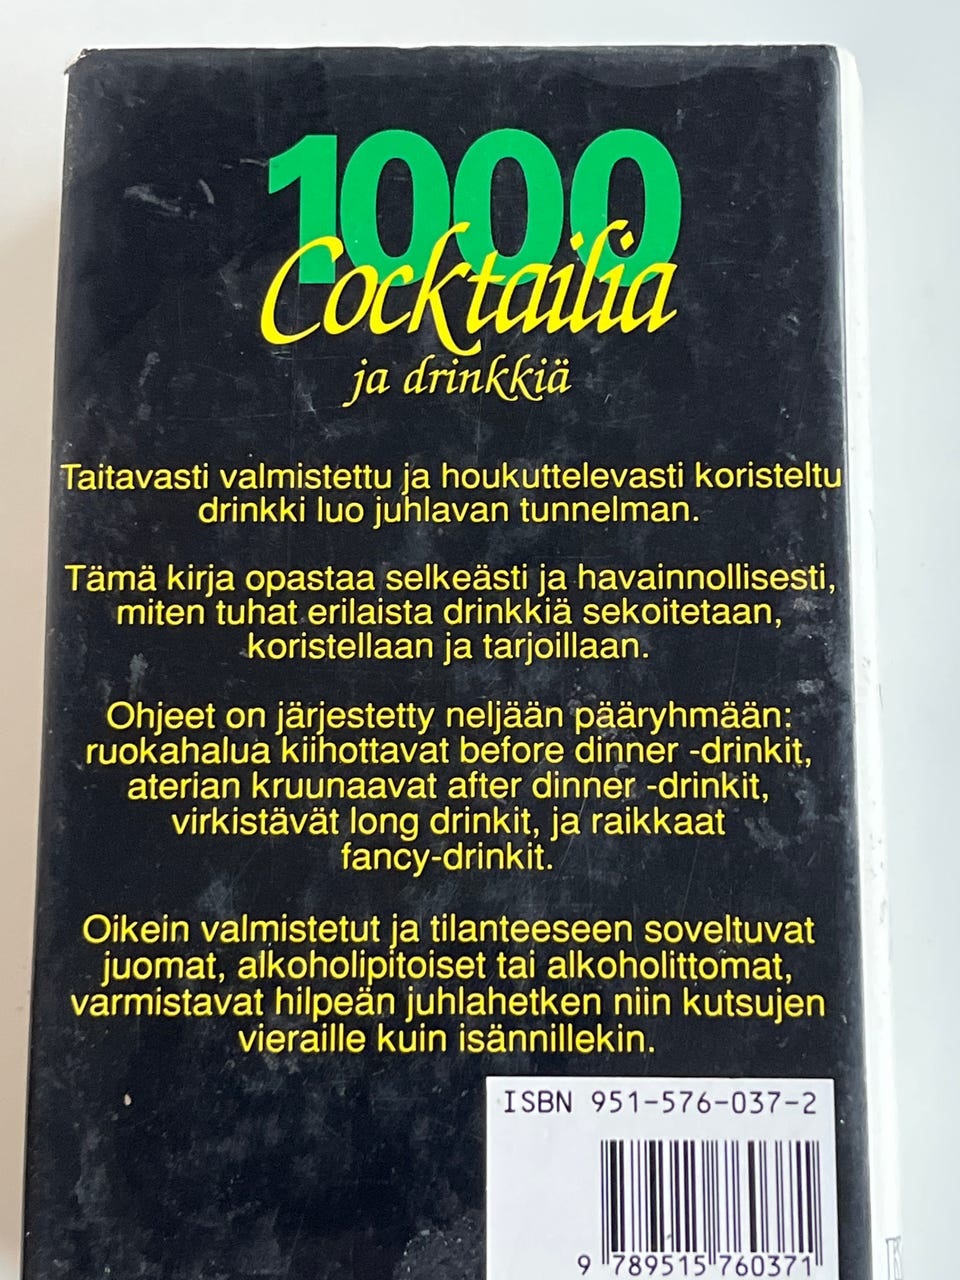 1000
Cocktailia
ja drinkkiä
Taitavasti valmistettu ja houkuttelevasti koristeltu
drinkki luo juhlavan tunnelman.
Tämä kirja opastaa selkeästi ja havainnollisesti,
miten tuhat erilaista drinkkiä sekoitetaan,
koristellaan ja tarjoillaan.
Ohjeet on järjestetty neljään pääryhmään:
ruokahalua kiihottavat before dinner -drinkit,
aterian kruunaavat after dinner -drinkit,
virkistävät long drinkit, ja raikkaat
fancy-drinkit.
Oikein valmistetut ja tilanteeseen soveltuvat
juomat, alkoholipitoiset tai alkoholittomat,
varmistavat hilpeän juhlahetken niin kutsujen
vieraille kuin isännillekin.
ISBN 951-576-037-2
9 789515 760371